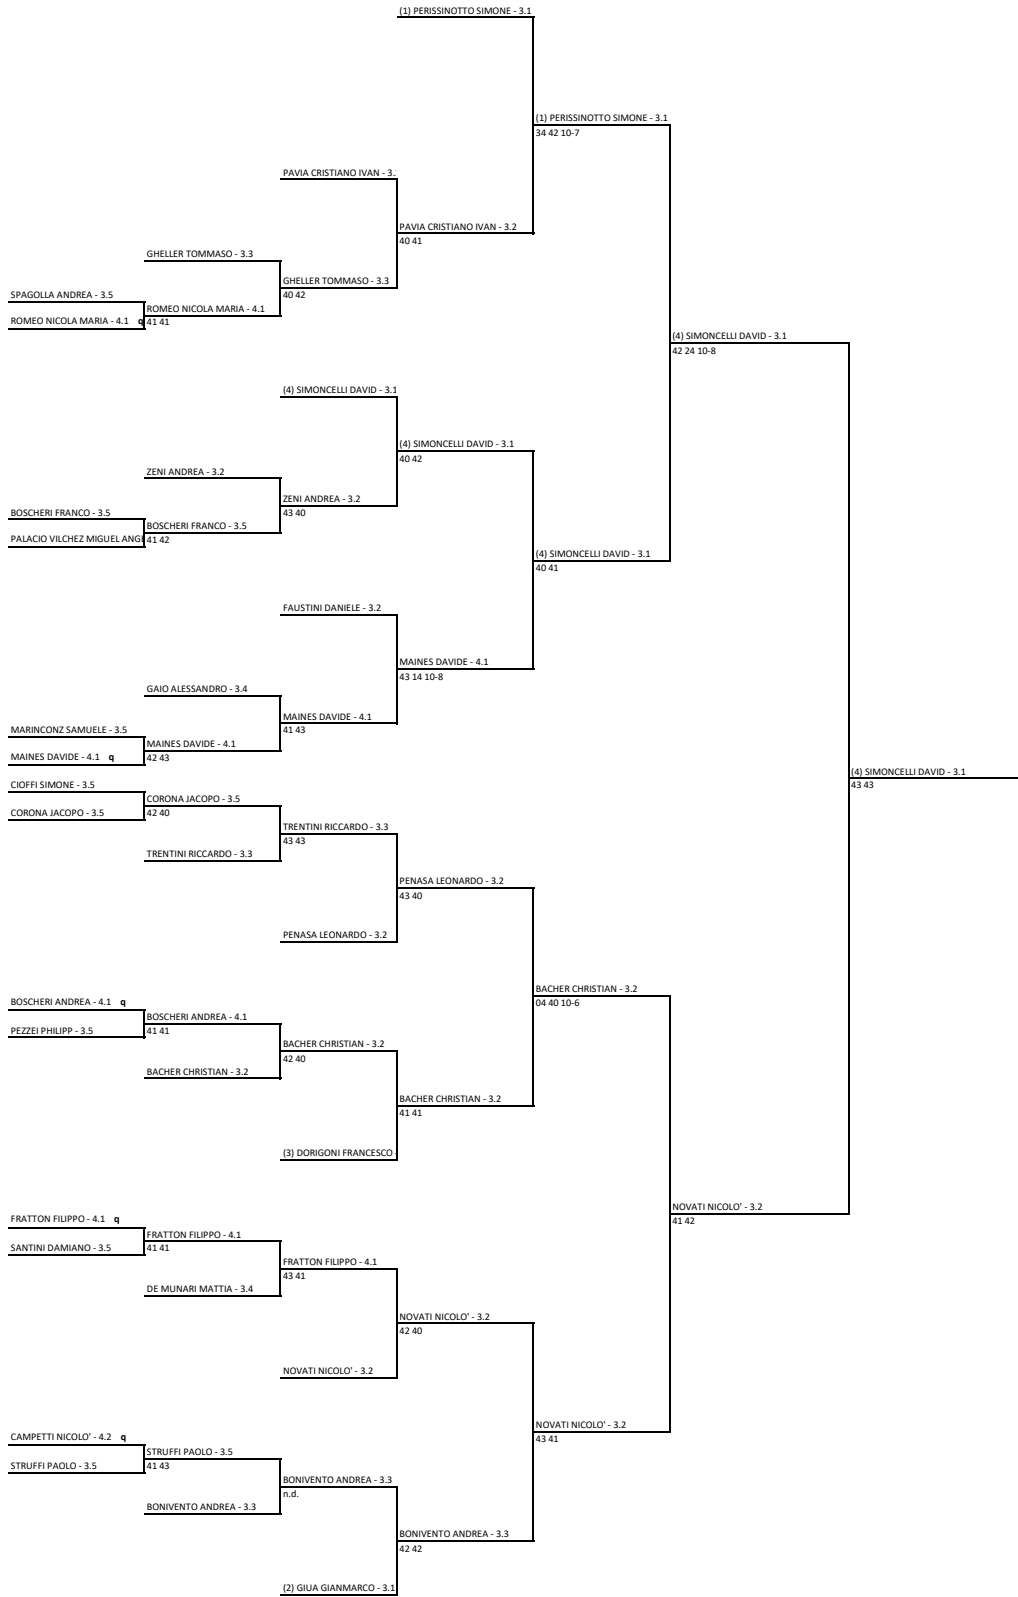 (1) PERISSINOTTO SIMONE - 3.1
(1) PERISSINOTTO SIMONE - 3.1
34 42 10-7
PAVIA CRISTIANO IVAN - 3.
PAVIA CRISTIANO IVAN - 3.2
40 41
GHELLER TOMMASO - 3.3
GHELLER TOMMASO - 3.3
40 42
SPAGOLLA ANDREA - 3.5
ROMEO NICOLA MARIA - 4.1
ROMEO NICOLA MARIA - 4.1 q
41 41
(4) SIMONCELLI DAVID - 3.1
42 24 10-8
(4) SIMONCELLI DAVID - 3.1
(4) SIMONCELLI DAVID - 3.1
40 42
ZENI ANDREA - 3.2
ZENI ANDREA - 3.2
43 40
BOSCHERI FRANCO - 3.5
BOSCHERI FRANCO - 3.5
PALACIO VILCHEZ MIGUEL ANGE
41 42
(4) SIMONCELLI DAVID - 3.1
40 41
FAUSTINI DANIELE - 3.2
MAINES DAVIDE - 4.1
43 14 10-8
GAIO ALESSANDRO - 3.4
MAINES DAVIDE - 4.1
41 43
MARINCONZ SAMUELE - 3.5
MAINES DAVIDE - 4.1
MAINES DAVIDE - 4.1 q
42 43
(4) SIMONCELLI DAVID - 3.1
43 43
CIOFFI SIMONE - 3.5
CORONA JACOPO - 3.5
CORONA JACOPO - 3.5
42 40
TRENTINI RICCARDO - 3.3
43 43
TRENTINI RICCARDO - 3.3
PENASA LEONARDO - 3.2
43 40
PENASA LEONARDO - 3.2
BACHER CHRISTIAN - 3.2
04 40 10-6
BOSCHERI ANDREA - 4.1 q
BOSCHERI ANDREA - 4.1
PEZZEI PHILIPP - 3.5
41 41
BACHER CHRISTIAN - 3.2
42 40
BACHER CHRISTIAN - 3.2
BACHER CHRISTIAN - 3.2
41 41
(3) DORIGONI FRANCESCO
NOVATI NICOLO' - 3.2
41 42
FRATTON FILIPPO - 4.1 q
FRATTON FILIPPO - 4.1
SANTINI DAMIANO - 3.5
41 41
FRATTON FILIPPO - 4.1
43 41
DE MUNARI MATTIA - 3.4
NOVATI NICOLO' - 3.2
42 40
NOVATI NICOLO' - 3.2
NOVATI NICOLO' - 3.2
43 41
CAMPETTI NICOLO' - 4.2 q
STRUFFI PAOLO - 3.5
STRUFFI PAOLO - 3.5
41 43
BONIVENTO ANDREA - 3.3
n.d.
BONIVENTO ANDREA - 3.3
BONIVENTO ANDREA - 3.3
42 42
(2) GIUA GIANMARCO - 3.1